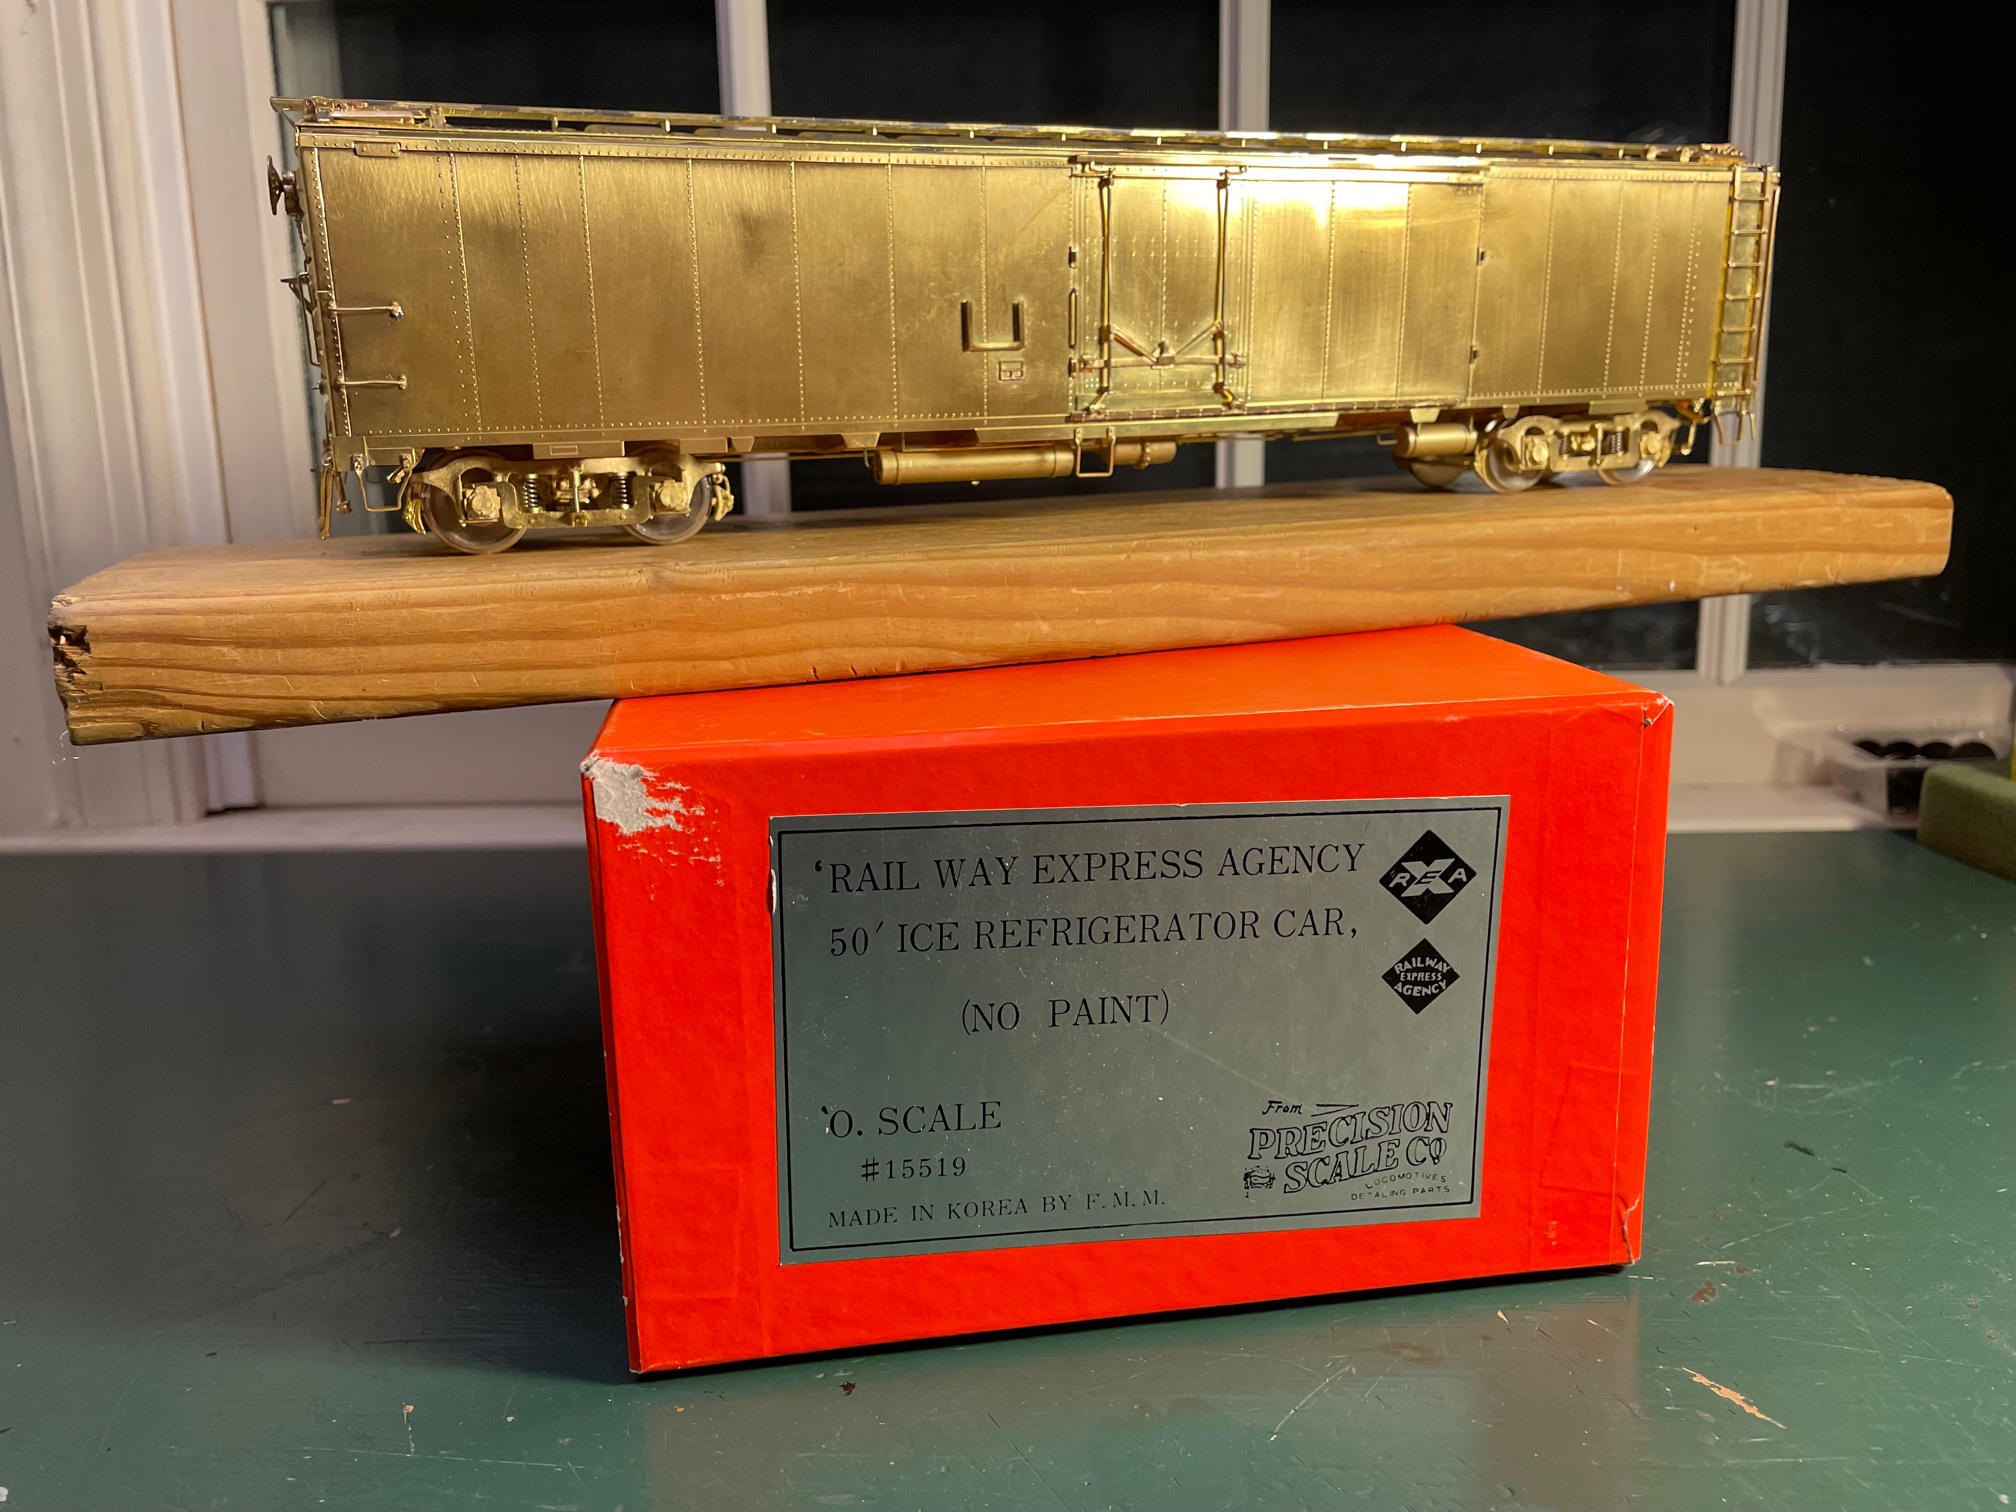 ‘RAIL WAY EXPRESS AGENCY
50′ ICE REFRIGERATOR CAR,
(NO PAINT)
‘O. SCALE
#15519
MADE IN KOREA BY F.M.M.
REA
RAILWAY
EXPRESS
AGENCY
From
PRECISION
SCALE CO
LOCOMOTIVES
DETALING PARTS